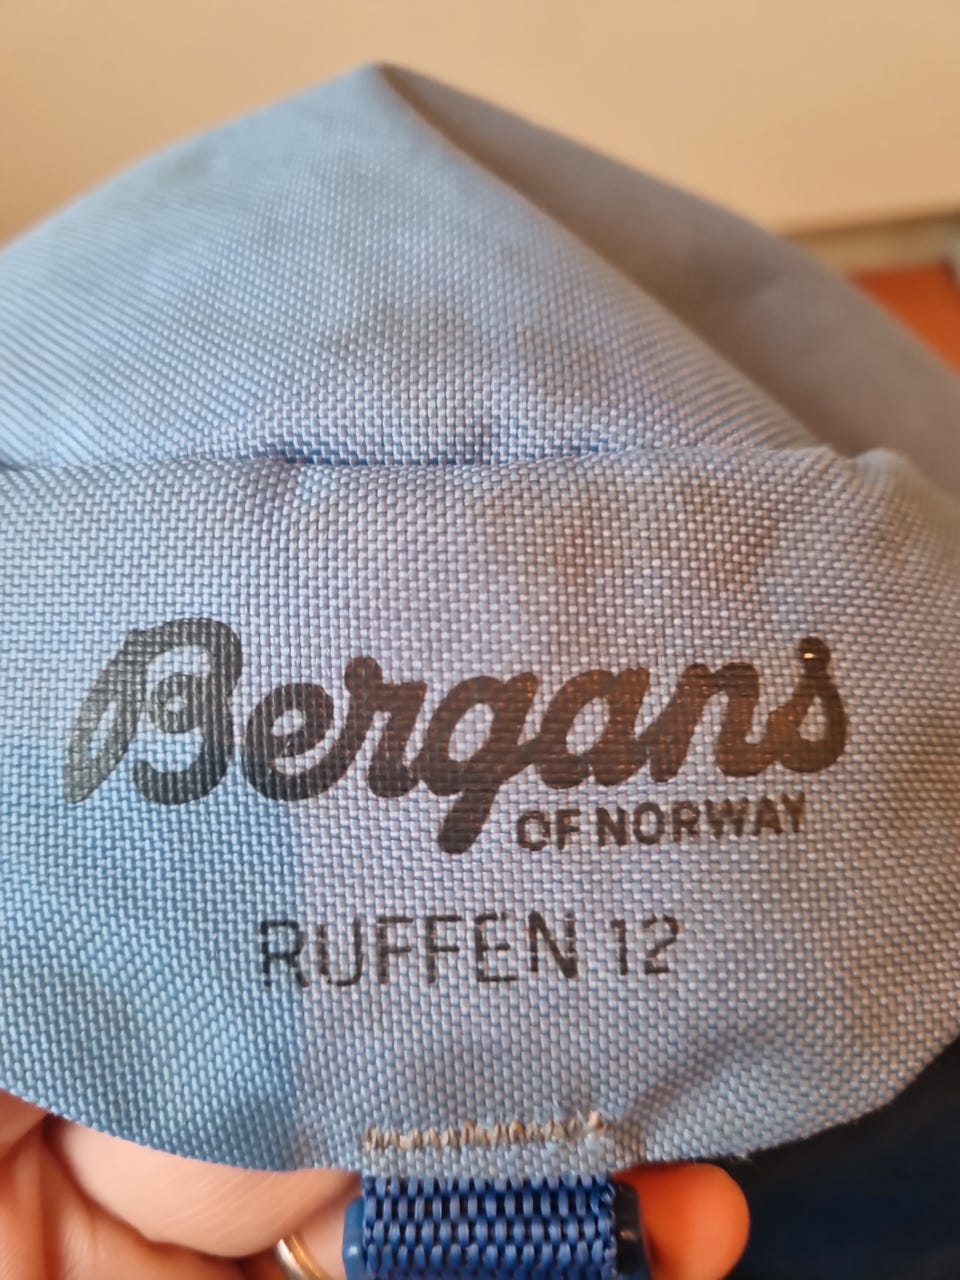 Bergans
OF NORWAY
RUFFEN 12